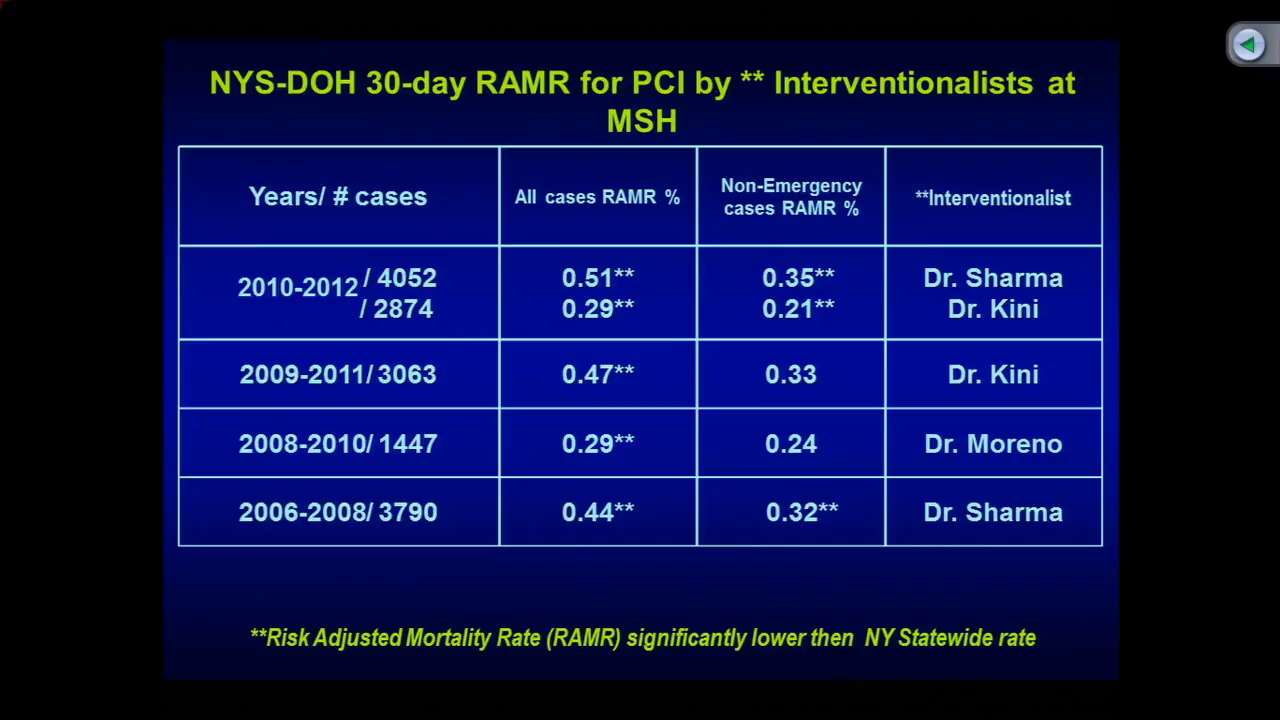 NYS-DOH 30-day RAMR for PCI by ** Interventionalists at
MSH
Years/ # cases
All cases RAMR %
Non-Emergency
cases RAMR %
**Interventionalist
2010-2012 / 4052
0.51**
0.35**
Dr. Sharma
/ 2874
0.29**
0.21**
Dr. Kini
2009-2011/ 3063
0.47**
0.33
Dr. Kini
2008-2010/ 1447
0.29**
0.24
Dr. Moreno
2006-2008/ 3790
0.44**
0.32**
Dr. Sharma
**Risk Adjusted Mortality Rate (RAMR) significantly lower then NY Statewide rate